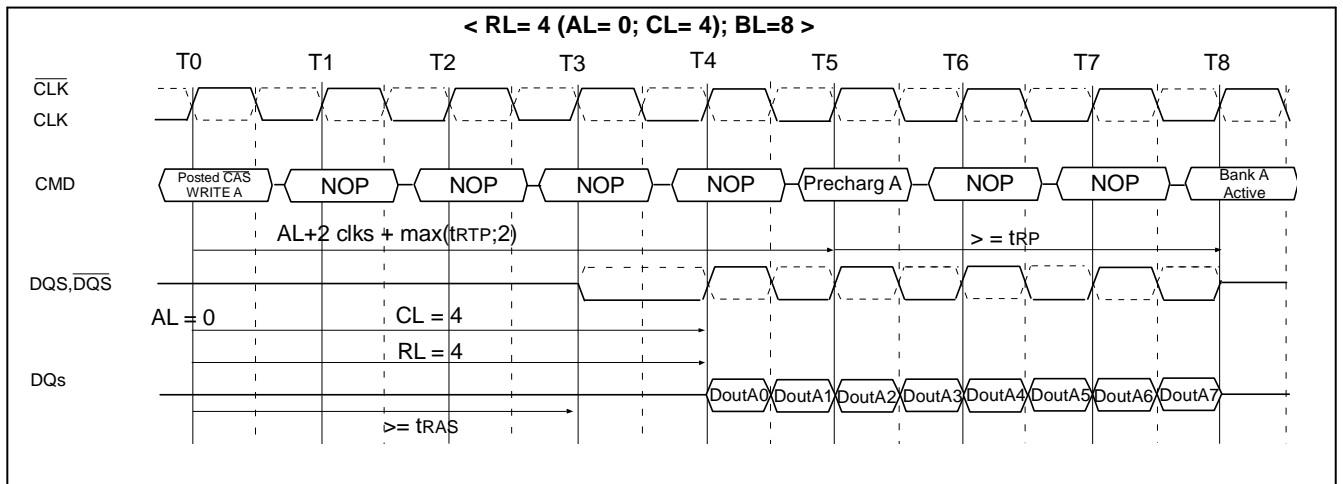 < RL= 4 (AL= 0; CL= 4); BL=8 >
T0 T1 T2 T3 T4 T5 T6 T7 T8
CLK
CLK
CMD
Posted CAS
WRITE A
NOP NOP NOP NOP Precharg A NOP NOP
Bank A
Active
AL+2 clks + max(tRTP;2)
> = tRP
DQS,DQS
AL = 0
CL = 4
RL = 4
DQs
DoutA0 DoutA1 DoutA2 DoutA3 DoutA4 DoutA5 DoutA6 DoutA7
>= tRAS